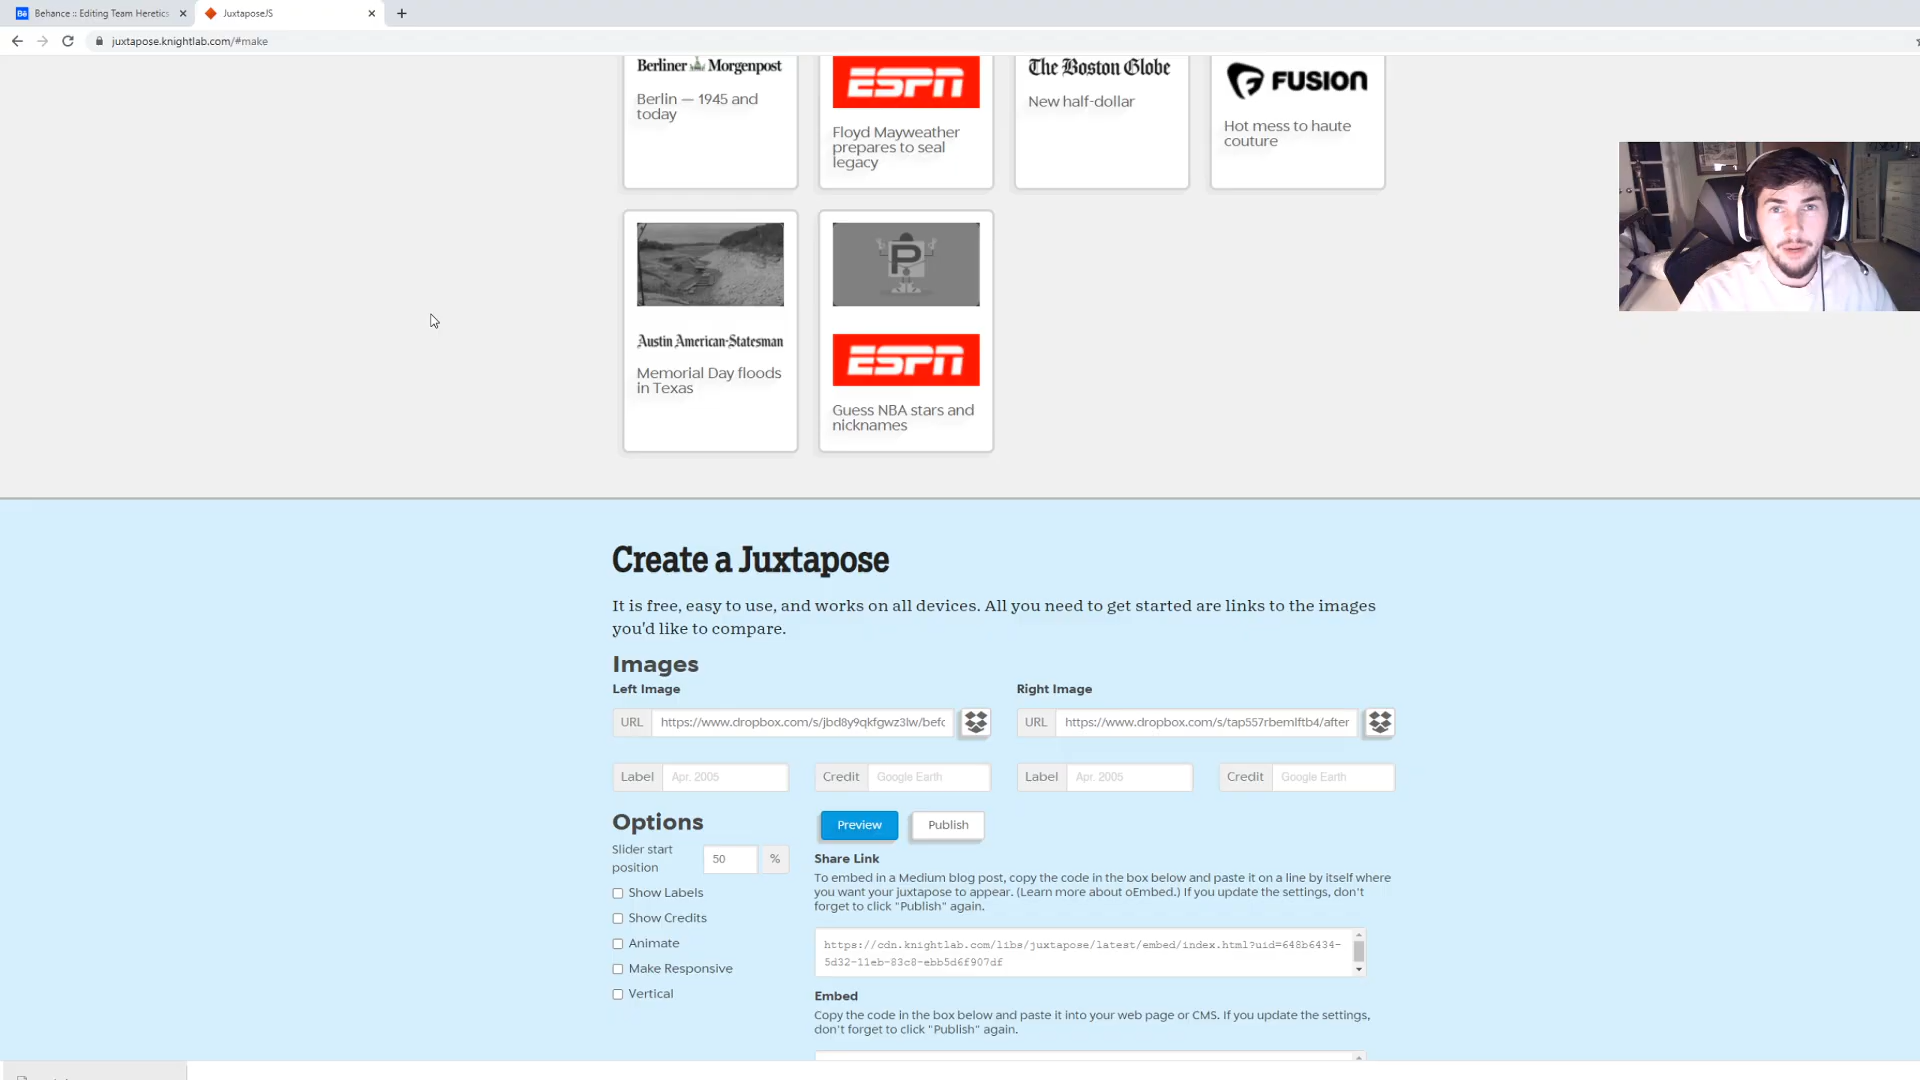 Behance :: Editing Team Heretics
JuxtaposeJS
juxtapose.knightlab.com/#make
Berliner Morgenpost
Berlin — 1945 and
today
ESPN
Floyd Mayweather
prepares to seal
legacy
The Boston Globe
New half-dollar
FUSION
Hot mess to haute
couture
Austin American-Statesman
Memorial Day floods
in Texas
P
ESPN
Guess NBA stars and
nicknames
Create a Juxtapose
It is free, easy to use, and works on all devices. All you need to get started are links to the images
you'd like to compare.
Images
Left Image
Right Image
URL https://www.dropbox.com/s/jbd8y9qkfgwz3lw/befc
URL https://www.dropbox.com/s/tap557rbemlftb4/after
Label Apr. 2005
Credit Google Earth
Label Apr. 2005
Credit Google Earth
Options
Slider start
position
50 %
Show Labels
Show Credits
Animate
Make Responsive
Vertical
Preview
Publish
Share Link
To embed in a Medium blog post, copy the code in the box below and paste it on a line by itself where
you want your juxtapose to appear. (Learn more about oEmbed.) If you update the settings, don't
forget to click "Publish" again.
https://cdn.knightlab.com/libs/juxtapose/latest/embed/index.html?uid=648b6434-
5d32-11eb-83c8-ebb5d6f907df
Embed
Copy the code in the box below and paste it into your web page or CMS. If you update the settings,
don't forget to click "Publish" again.